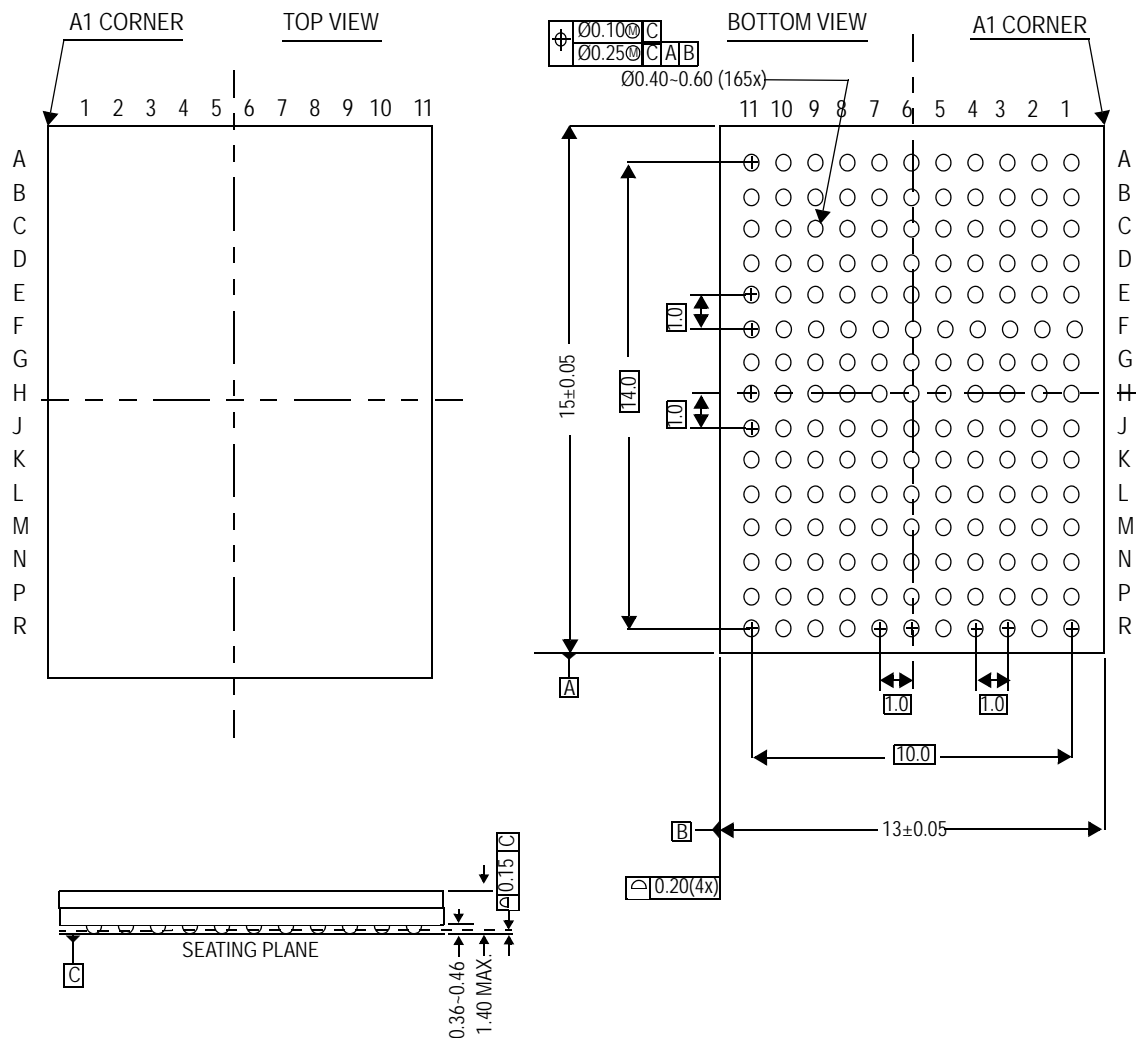 A1 CORNER
TOP VIEW
BOTTOM VIEW
A1 CORNER
Ø0.10Ⓜ C
Ø0.25Ⓜ C A B
Ø0.40~0.60 (165x)
1 2 3 4 5 6 7 8 9 10 11
11 10 9 8 7 6 5 4 3 2 1
A
B
C
D
E
F
G
H
J
K
L
M
N
P
R
A
B
C
D
E
F
G
H
J
K
L
M
N
P
R
15±0.05
14.0
1.0
1.0
A
1.0
1.0
10.0
B
13±0.05
0.20(4x)
0.15 C
SEATING PLANE
C
0.36~0.46
1.40 MAX.